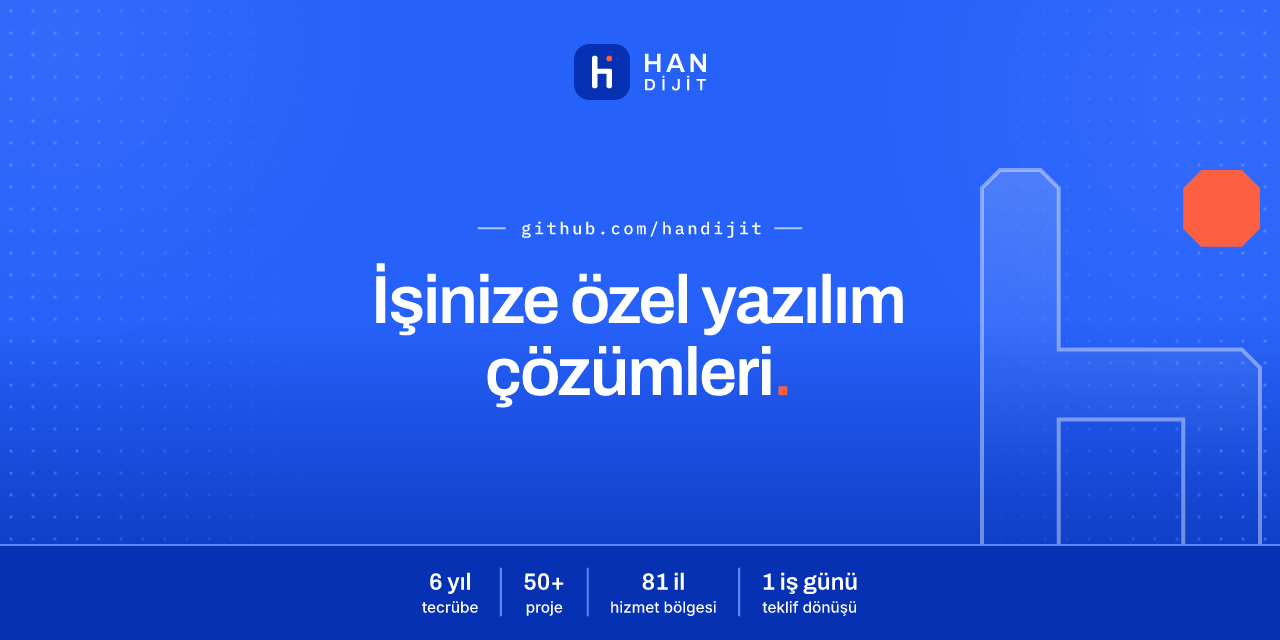 HAN
DİJİT
github.com/handijit
İşinize özel yazılım
çözümleri.
6 yıl
tecrübe
50+
proje
81 il
hizmet bölgesi
1 iş günü
teklif dönüşü